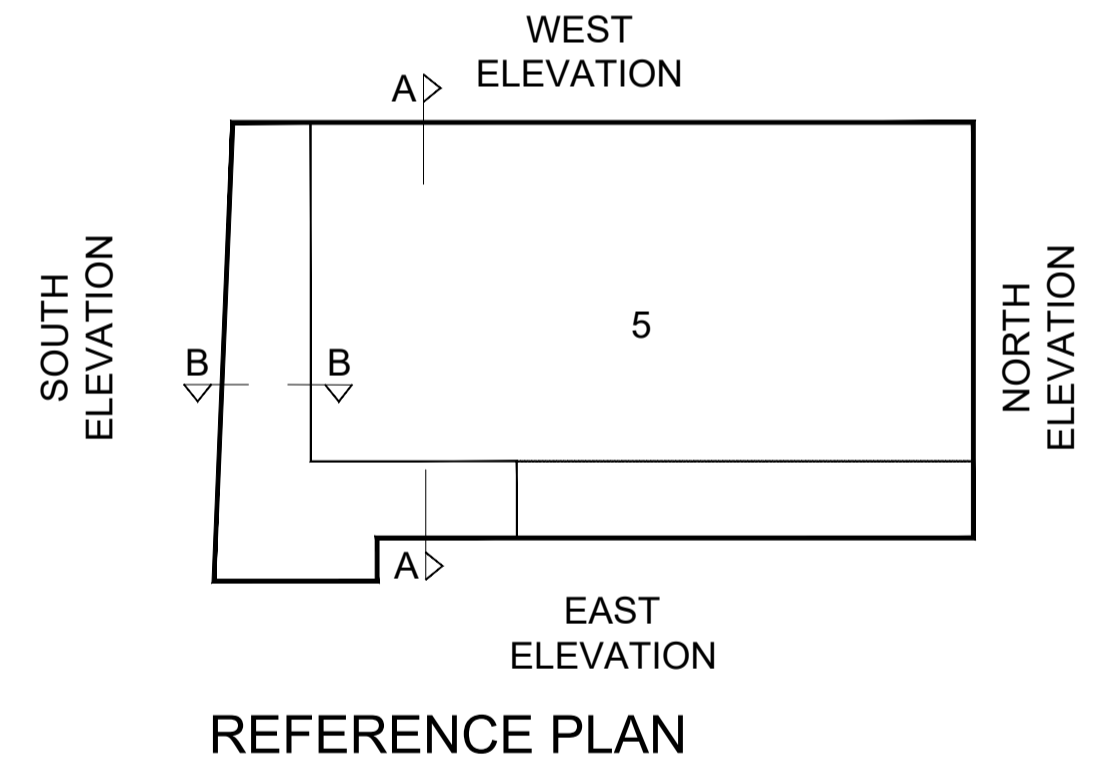 WEST
ELEVATION
A
SOUTH
ELEVATION
5
NORTH
ELEVATION
B
B
A
EAST
ELEVATION
REFERENCE PLAN